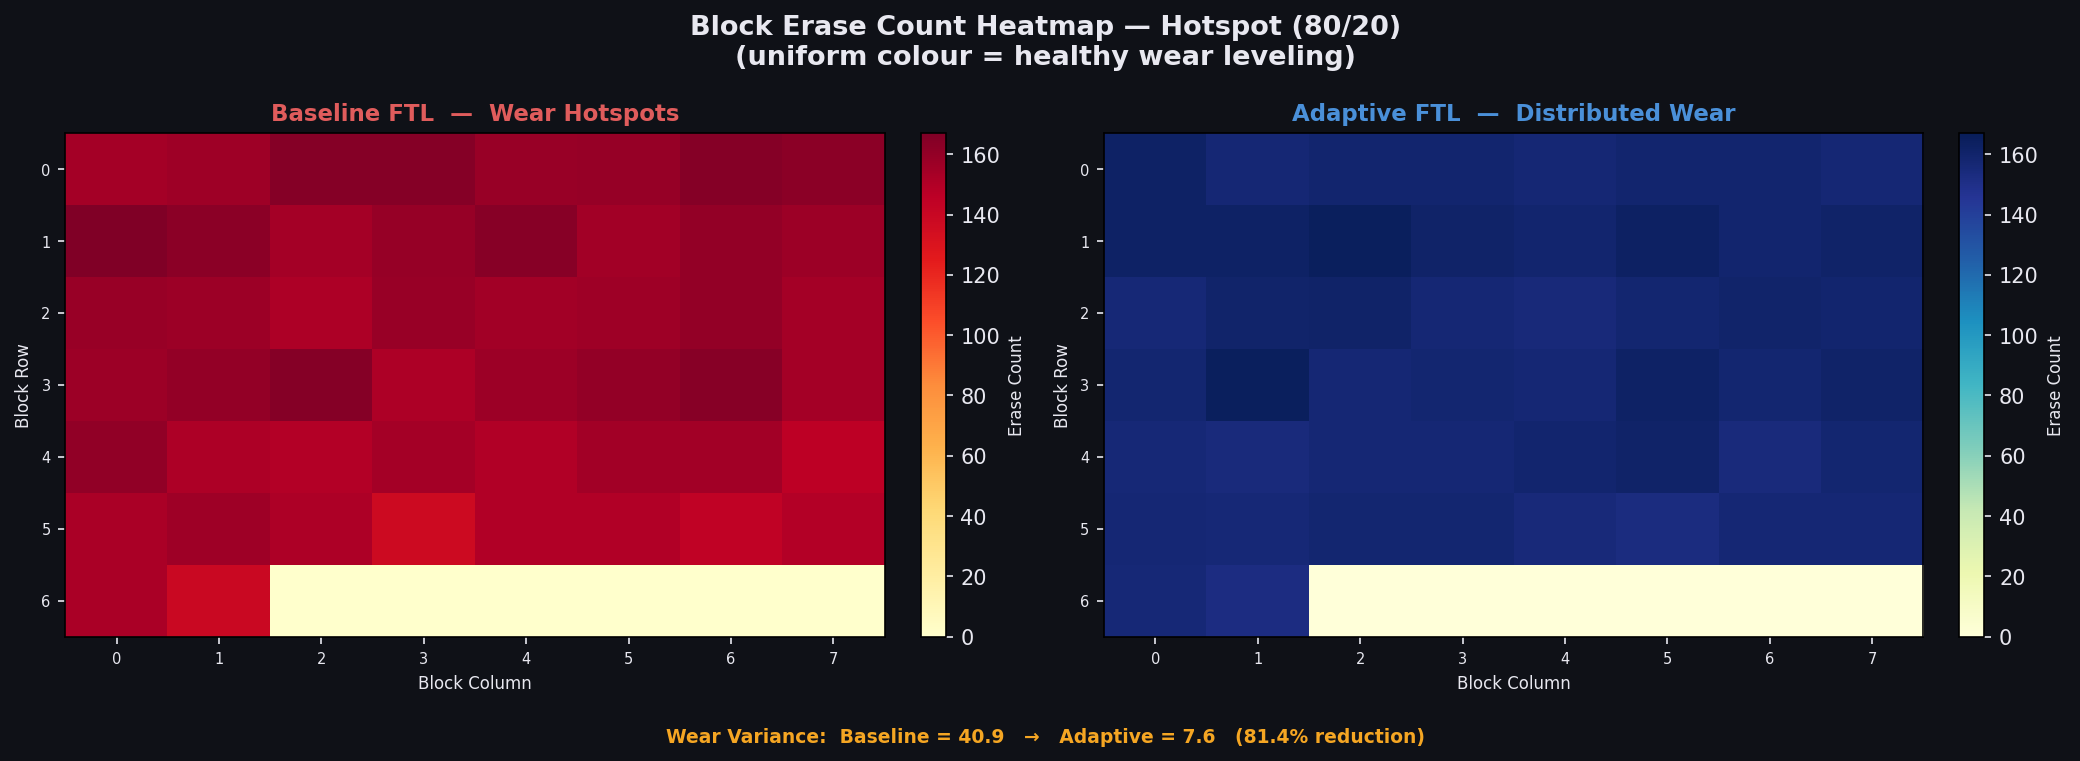 Block Erase Count Heatmap — Hotspot (80/20)
(uniform colour = healthy wear leveling)
Baseline FTL  —  Wear Hotspots
Block Row
0
1
2
3
4
5
6
0 1 2 3 4 5 6 7
Block Column
160
140
120
100
80
60
40
20
0
Erase Count
Adaptive FTL  —  Distributed Wear
Block Row
0
1
2
3
4
5
6
0 1 2 3 4 5 6 7
Block Column
160
140
120
100
80
60
40
20
0
Erase Count
Wear Variance:  Baseline = 40.9   →   Adaptive = 7.6   (81.4% reduction)